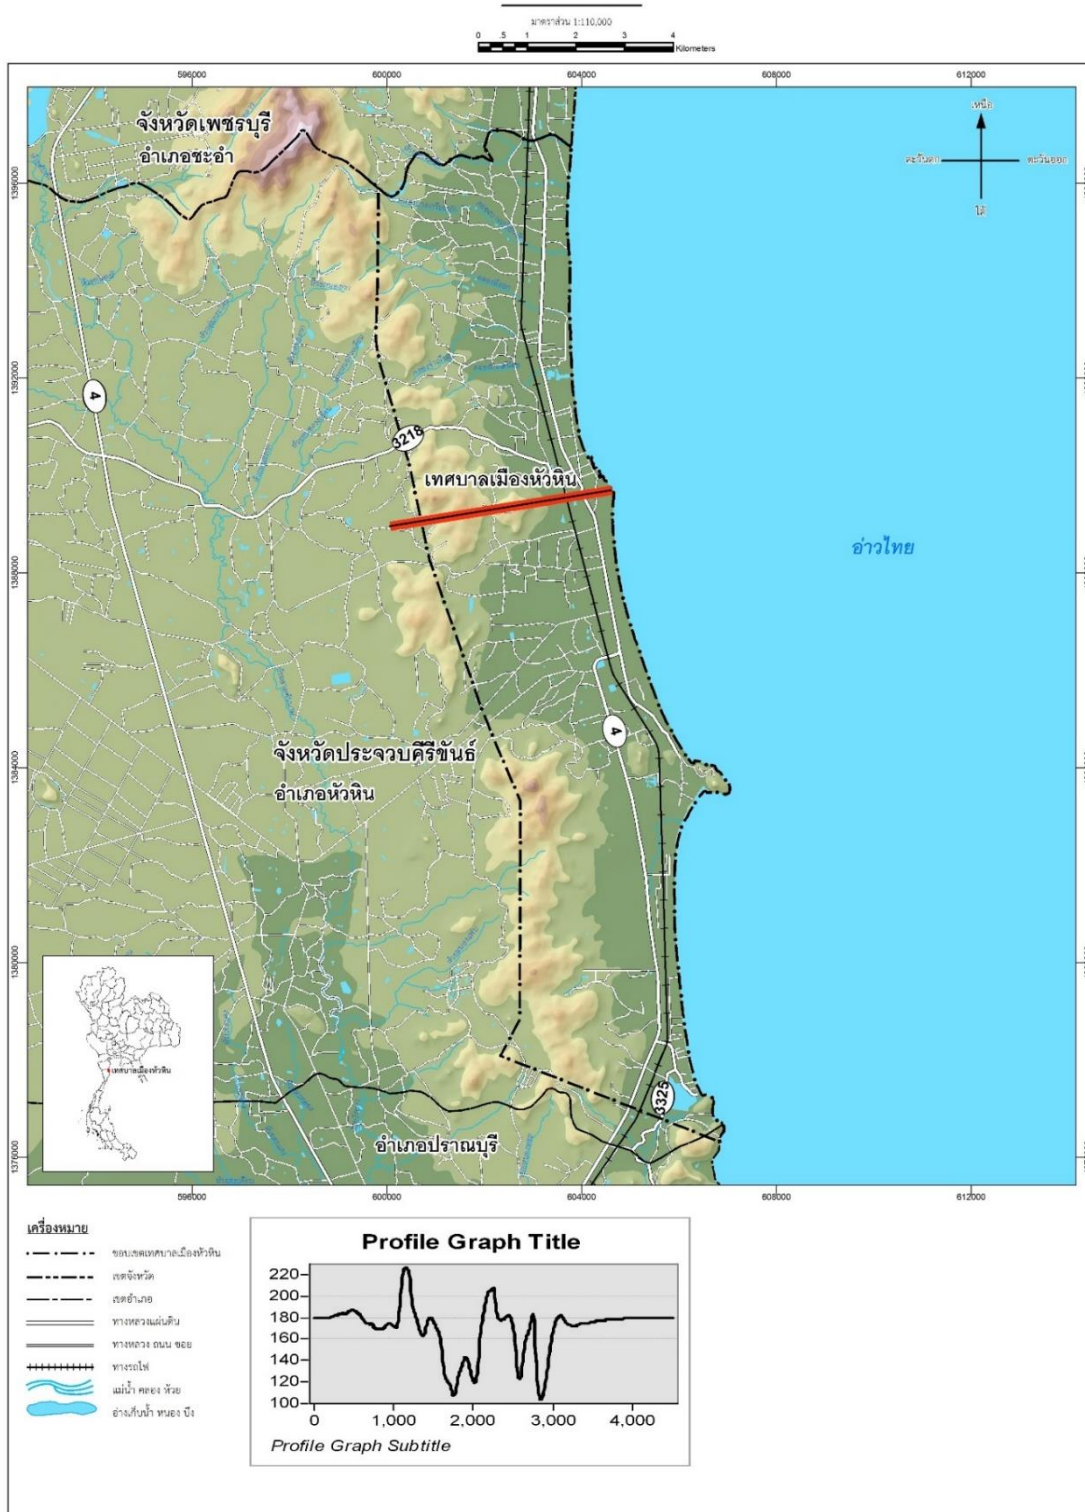 มาตราส่วน 1:110,000
0 .5 1 2 3 4
Kilometers
596000 600000 604000 608000 612000
จังหวัดเพชรบุรี
อำเภอชะอำ
เหนือ
ตะวันตก ตะวันออก
ใต้
1396000
1392000
4
3218
เทศบาลเมืองหัวหิน
อ่าวไทย
1388000
4
จังหวัดประจวบคีรีขันธ์
อำเภอหัวหิน
1384000
1380000
เทศบาลเมืองหัวหิน
3325
อำเภอปราณบุรี
1376000
596000 600000 604000 608000 612000
เครื่องหมาย
ขอบเขตเทศบาลเมืองหัวหิน
เขตจังหวัด
เขตอำเภอ
ทางหลวงแผ่นดิน
ทางหลวง ถนน ซอย
ทางรถไฟ
แม่น้ำ คลอง ห้วย
อ่างเก็บน้ำ หนอง บึง
Profile Graph Title
220
200
180
160
140
120
100
0 1,000 2,000 3,000 4,000
Profile Graph Subtitle